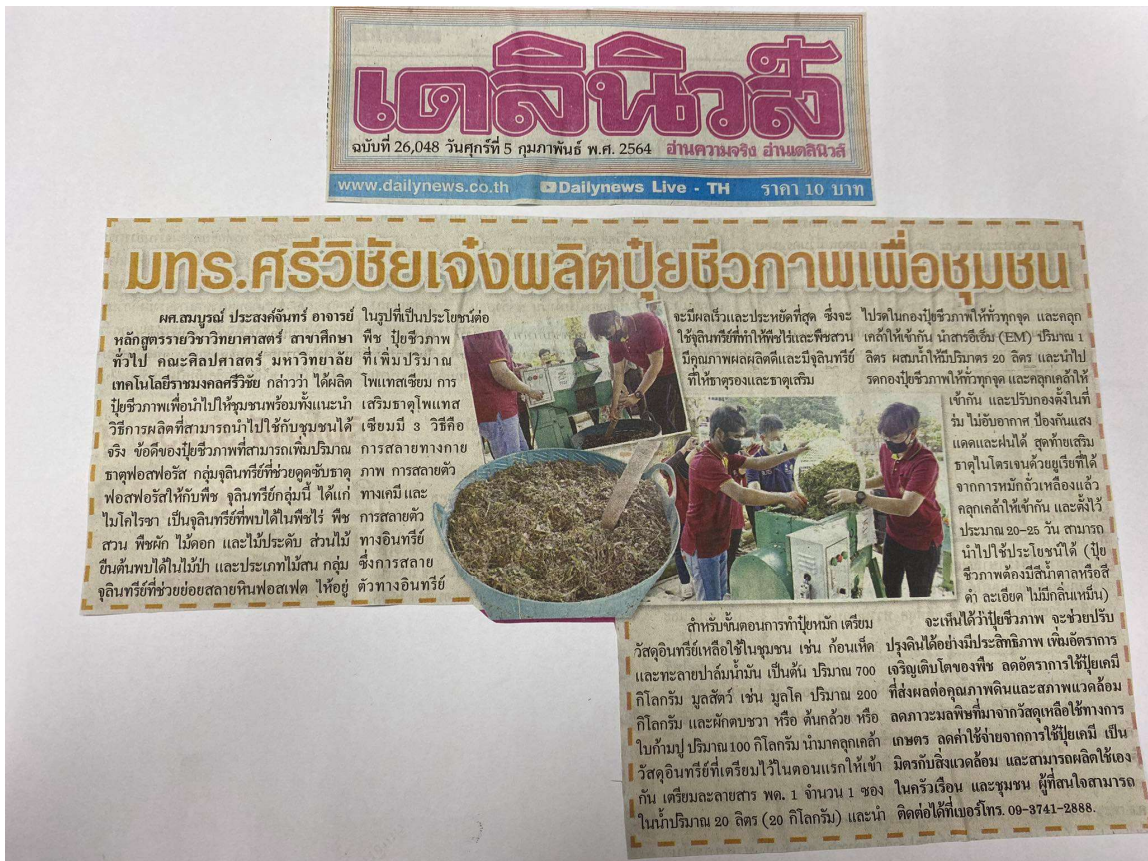 เดลินิวส์
ฉบับที่ 26,048 วันศุกร์ที่ 5 กุมภาพันธ์ พ.ศ. 2564 อ่านความจริง อ่านเดลินิวส์
www.dailynews.co.th Dailynews Live - TH ราคา 10 บาท
มทร.ศรีวิชัยเจ๋งผลิตปุ๋ยชีวภาพเพื่อชุมชน
ผศ.สมบูรณ์ ประสงค์จันทร์ อาจารย์
หลักสูตรรายวิชาวิทยาศาสตร์ สาขาศึกษา
ทั่วไป คณะศิลปศาสตร์ มหาวิทยาลัย
เทคโนโลยีราชมงคลศรีวิชัย กล่าวว่า ได้ผลิต
ปุ๋ยชีวภาพเพื่อนำไปให้ชุมชนพร้อมทั้งแนะนำ
วิธีการผลิตที่สามารถนำไปใช้กับชุมชนได้
จริง ข้อดีของปุ๋ยชีวภาพที่สามารถเพิ่มปริมาณ
ธาตุฟอสฟอรัส กลุ่มจุลินทรีย์ที่ช่วยดูดซับธาตุ
ฟอสฟอรัสให้กับพืช จุลินทรีย์กลุ่มนี้ ได้แก่
ไมโคไรซา เป็นจุลินทรีย์ที่พบได้ในพืชไร่ พืช
สวน พืชผัก ไม้ดอก และไม้ประดับ ส่วนไม้
ยืนต้นพบได้ในไม้ป่า และประเภทไม้สน กลุ่ม
จุลินทรีย์ที่ช่วยย่อยสลายหินฟอสเฟต ให้อยู่
ในรูปที่เป็นประโยชน์ต่อ
พืช ปุ๋ยชีวภาพ
ที่เพิ่มปริมาณ
โพแทสเซียม การ
เสริมธาตุโพแทส
เซียมมี 3 วิธีคือ
การสลายทางกาย
ภาพ การสลายตัว
ทางเคมี และ
การสลายตัว
ทางอินทรีย์
ซึ่งการสลาย
ตัวทางอินทรีย์
จะมีผลเร็วและประหยัดที่สุด ซึ่งจะ
ใช้จุลินทรีย์ที่ทำให้พืชไร่และพืชสวน
มีคุณภาพผลผลิตดีและมีจุลินทรีย์
ที่ให้ธาตุรองและธาตุเสริม
สำหรับขั้นตอนการทำปุ๋ยหมัก เตรียม
วัสดุอินทรีย์เหลือใช้ในชุมชน เช่น ก้อนเห็ด
และทะลายปาล์มน้ำมัน เป็นต้น ปริมาณ 700
กิโลกรัม มูลสัตว์ เช่น มูลโค ปริมาณ 200
กิโลกรัม และผักตบชวา หรือ ต้นกล้วย หรือ
ใบก้ามปู ปริมาณ 100 กิโลกรัม นำมาคลุกเคล้า
วัสดุอินทรีย์ที่เตรียมไว้ในตอนแรกให้เข้า
กัน เตรียมละลายสาร พด. 1 จำนวน 1 ซอง
ในน้ำปริมาณ 20 ลิตร (20 กิโลกรัม) และนำ
ไปรดในกองปุ๋ยชีวภาพให้ทั่วทุกจุด และคลุก
เคล้าให้เข้ากัน นำสารอีเอ็ม (EM) ปริมาณ 1
ลิตร ผสมน้ำให้ปริมาตร 20 ลิตร และนำไป
รดกองปุ๋ยชีวภาพให้ทั่วทุกจุด และคลุกเคล้าให้
เข้ากัน และปรับกองตั้งในที่
ร่ม ไม่อับอากาศ ป้องกันแสง
แดดและฝนได้ สุดท้ายเสริม
ธาตุไนโตรเจนด้วยยูเรียที่ได้
จากการหมักถั่วเหลืองแล้ว
คลุกเคล้าให้เข้ากัน และตั้งไว้
ประมาณ 20-25 วัน สามารถ
นำไปใช้ประโยชน์ได้ (ปุ๋ย
ชีวภาพต้องมีสีน้ำตาลหรือสี
ดำ ละเอียด ไม่มีกลิ่นเหม็น)
จะเห็นได้ว่าปุ๋ยชีวภาพ จะช่วยปรับ
ปรุงดินได้อย่างมีประสิทธิภาพ เพิ่มอัตราการ
เจริญเติบโตของพืช ลดอัตราการใช้ปุ๋ยเคมี
ที่ส่งผลต่อคุณภาพดินและสภาพแวดล้อม
ลดภาวะมลพิษที่มาจากวัสดุเหลือใช้ทางการ
เกษตร ลดค่าใช้จ่ายจากการใช้ปุ๋ยเคมี เป็น
มิตรกับสิ่งแวดล้อม และสามารถผลิตใช้เอง
ในครัวเรือน และชุมชน ผู้ที่สนใจสามารถ
ติดต่อได้ที่เบอร์โทร. 09-3741-2888.